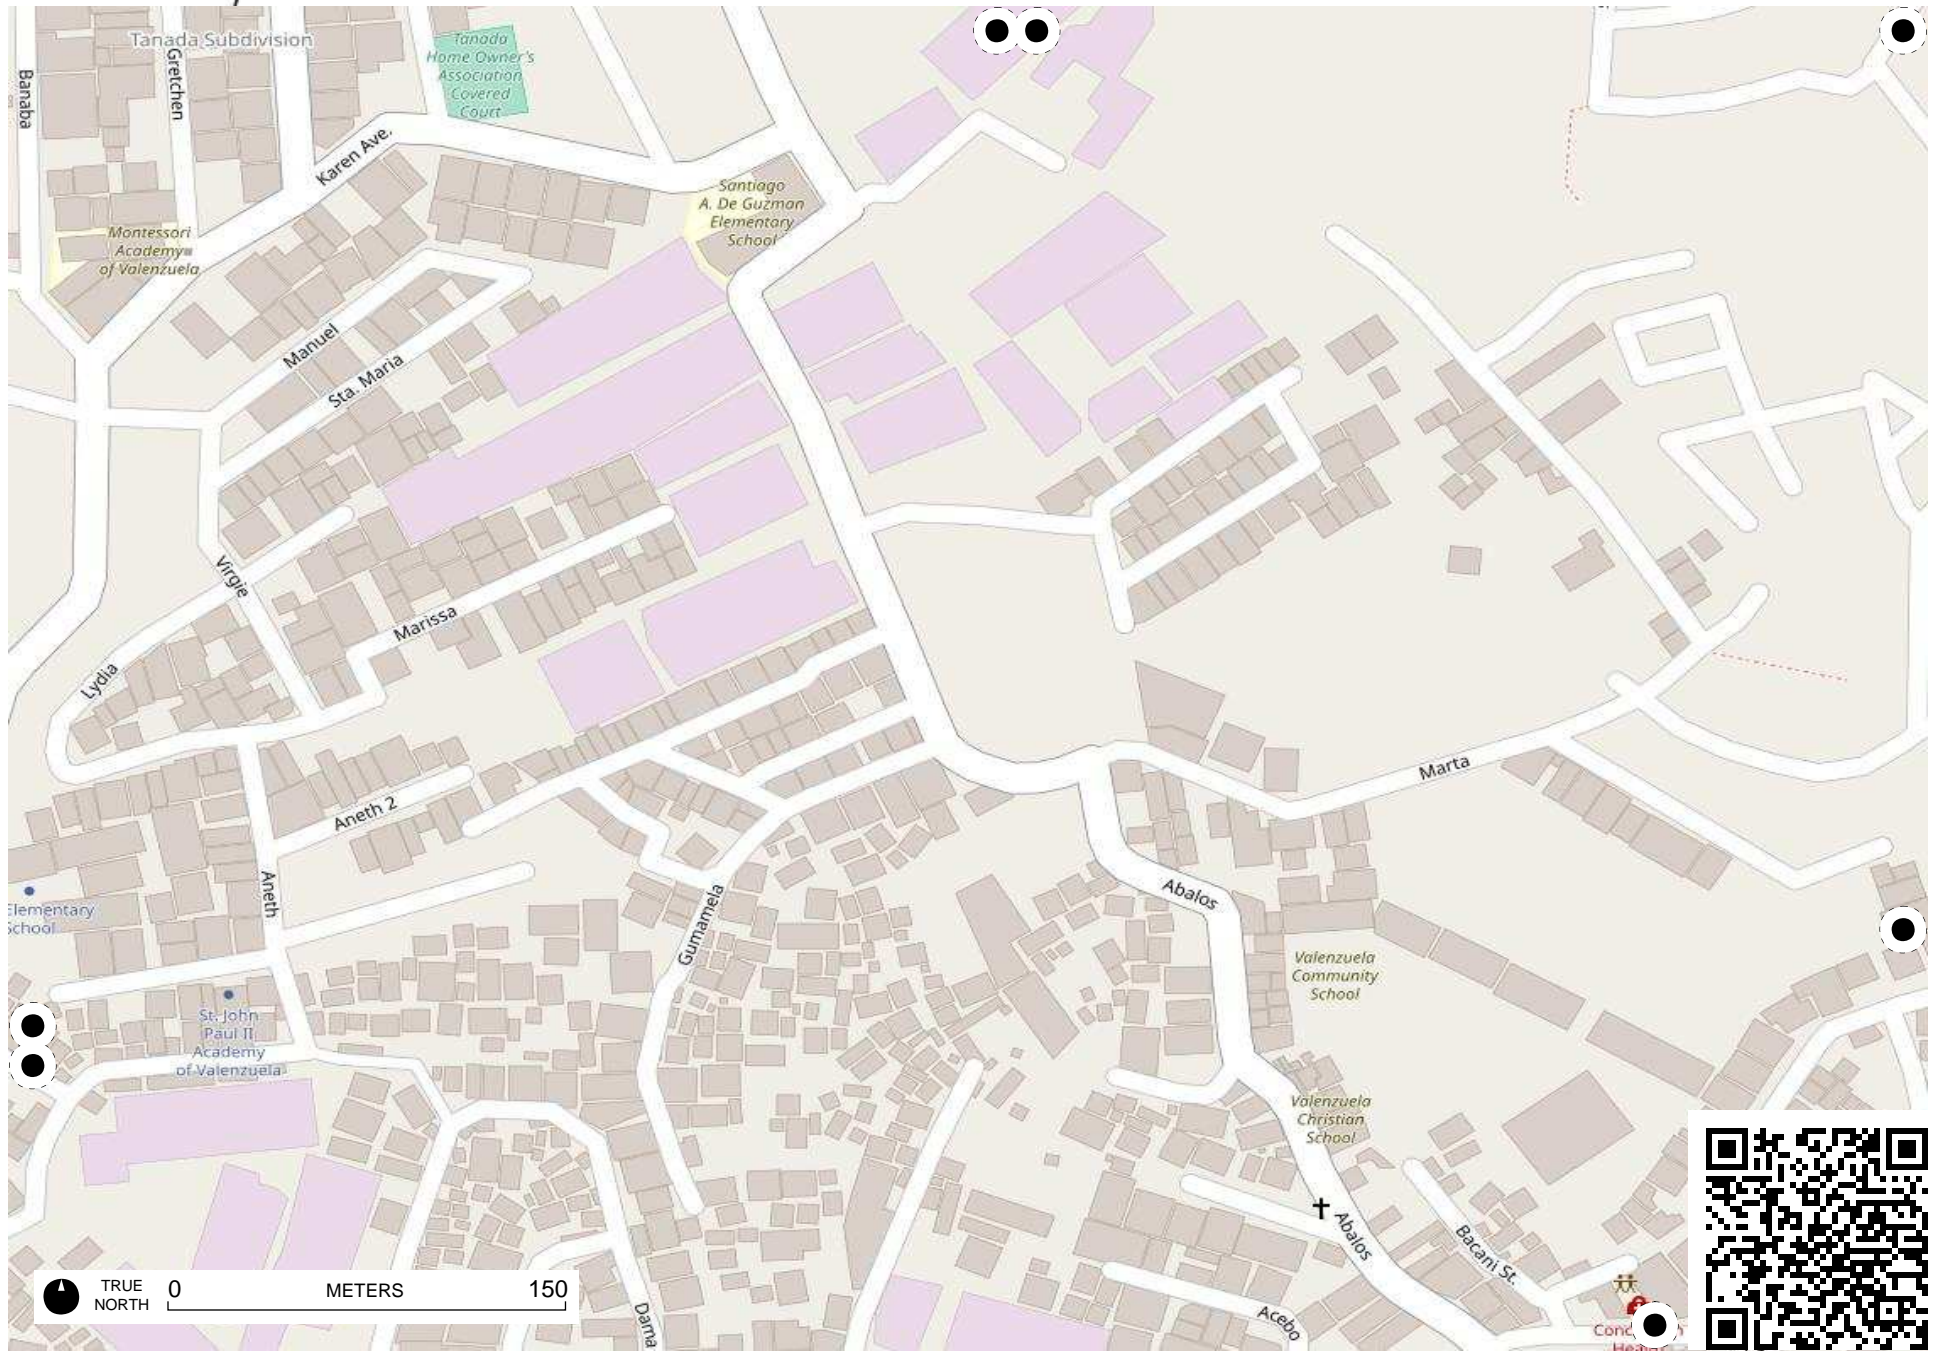 Tanada Subdivision
Banaba
Gretchen
Tanada
Home Owner's
Association
Covered
Court
Karen Ave.
Santiago
A. De Guzman
Elementary
School
Montessori
Academy
of Valenzuela
Manuel
Sta. Maria
Virgie
Marissa
Lydia
Marta
Aneth 2
Aneth
Abalos
Gumamela
Elementary
School
Valenzuela
Community
School
St. John
Paul II
Academy
of Valenzuela
Valenzuela
Christian
School
Abalos
Bacani St.
Acebo
Dama
TRUE
NORTH
0
METERS
150